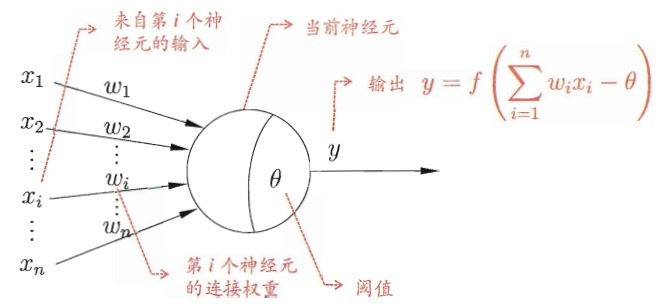 来自第 i 个神
经元的输入
当前神经元
x₁
w₁
输出 y = f(∑ᵢ₌₁ⁿ wᵢxᵢ − θ)
x₂
w₂
y
⋮
⋮
θ
xᵢ
wᵢ
⋮
⋮
wₙ
xₙ
第 i 个神经元
的连接权重
阈值